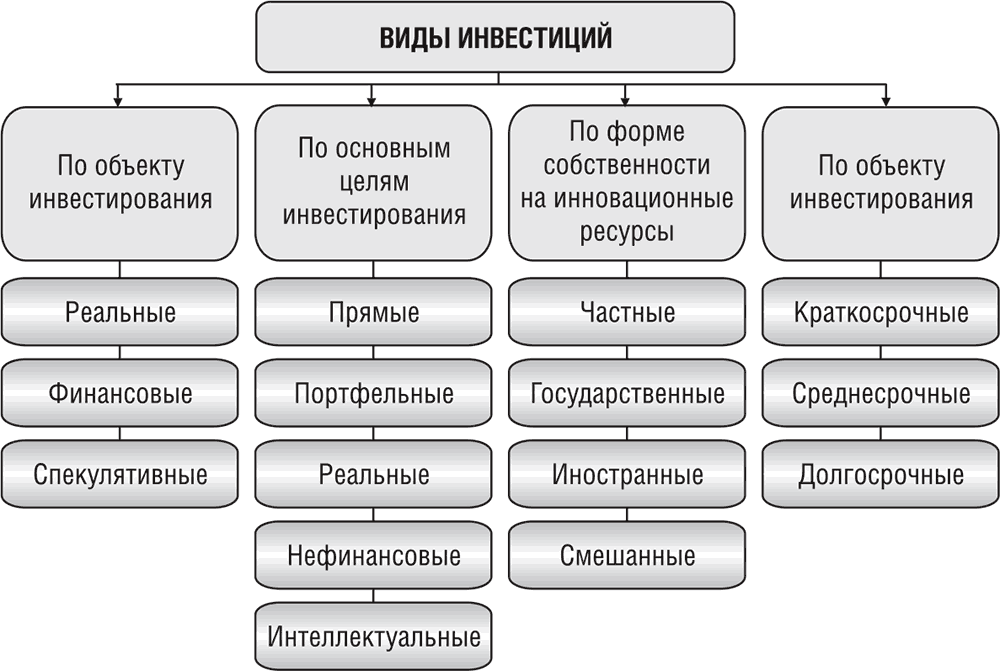 ВИДЫ ИНВЕСТИЦИЙ
По объекту
инвестирования
Реальные
Финансовые
Спекулятивные
По основным
целям
инвестирования
Прямые
Портфельные
Реальные
Нефинансовые
Интеллектуальные
По форме
собственности
на инновационные
ресурсы
Частные
Государственные
Иностранные
Смешанные
По объекту
инвестирования
Краткосрочные
Среднесрочные
Долгосрочные